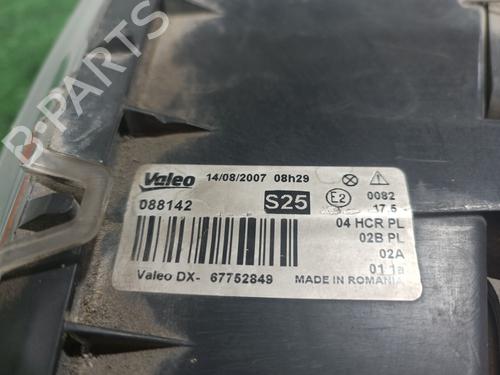 B-PARTS
Valeo 14/08/2007 08h29
088142 S25 E2 0082
17.5
04 HCR PL
02B PL
02A
01 1a
Valeo DX- 67752849 MADE IN ROMANIA